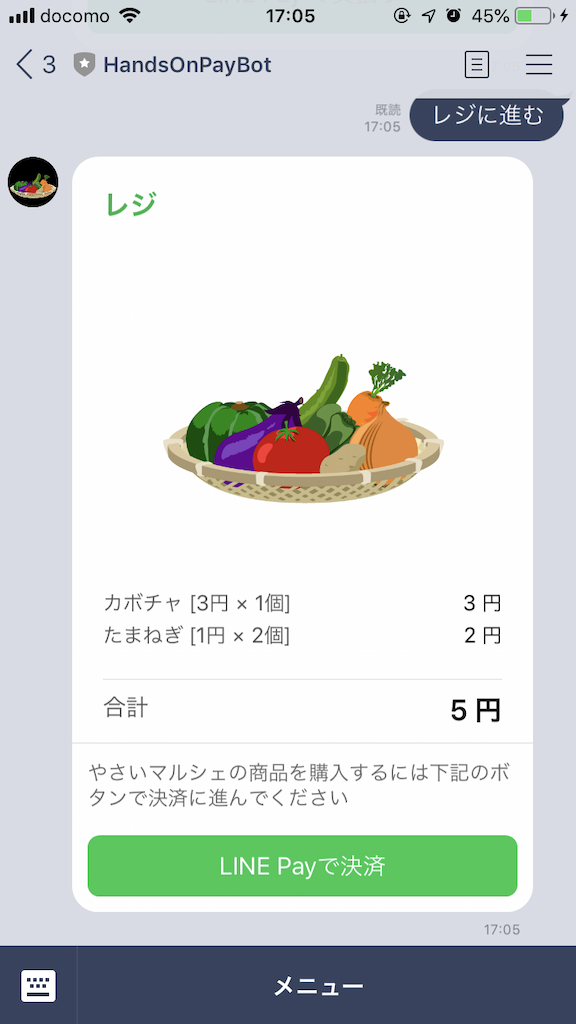 docomo 17:05 45%
3 HandsOnPayBot
既読
17:05
レジに進む
レジ
カボチャ [3円 × 1個] 3 円
たまねぎ [1円 × 2個] 2 円
合計 5 円
やさいマルシェの商品を購入するには下記のボ
タンで決済に進んでください
LINE Payで決済
17:05
メニュー